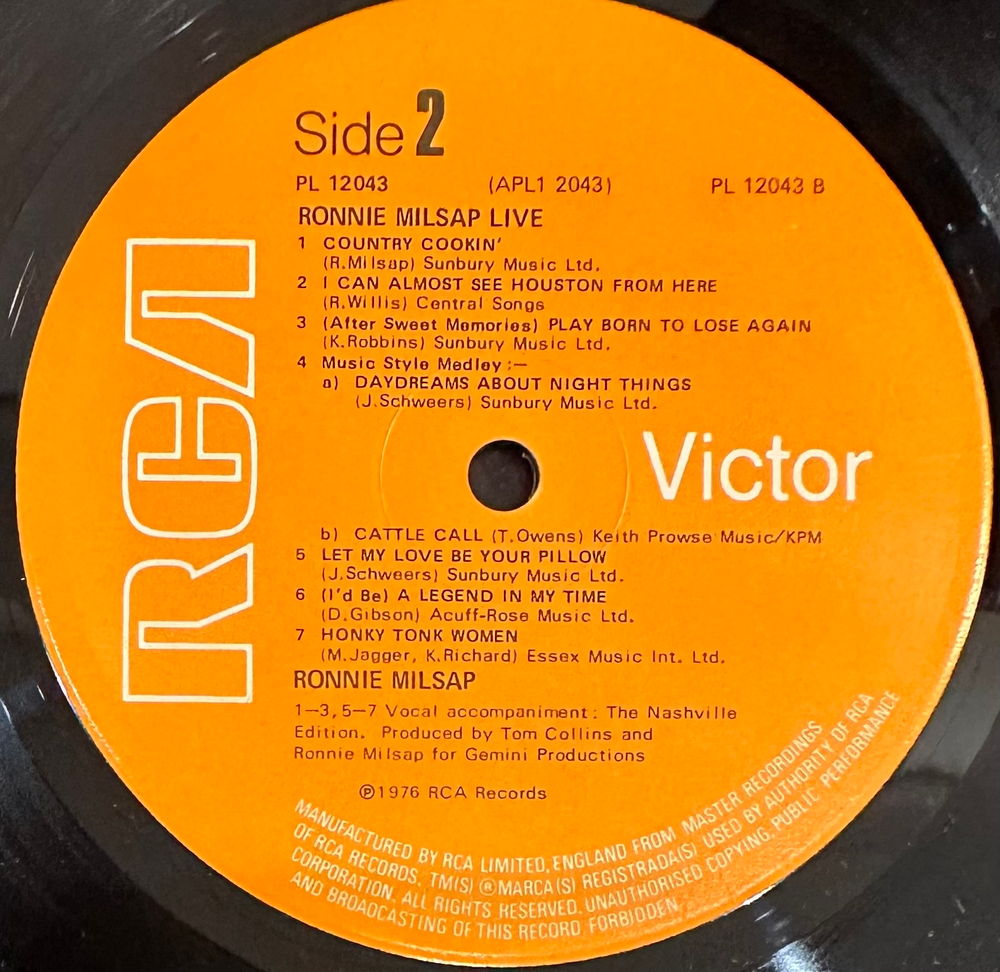 Side 2
PL 12043 (APL1 2043) PL 12043 B
RONNIE MILSAP LIVE
1 COUNTRY COOKIN'
(R.Milsap) Sunbury Music Ltd.
2 I CAN ALMOST SEE HOUSTON FROM HERE
(R.Willis) Central Songs
3 (After Sweet Memories) PLAY BORN TO LOSE AGAIN
(K.Robbins) Sunbury Music Ltd.
4 Music Style Medley:—
a) DAYDREAMS ABOUT NIGHT THINGS
(J.Schweers) Sunbury Music Ltd.
RCA
Victor
b) CATTLE CALL (T.Owens) Keith Prowse Music/KPM
5 LET MY LOVE BE YOUR PILLOW
(J.Schweers) Sunbury Music Ltd.
6 (I'd Be) A LEGEND IN MY TIME
(D.Gibson) Acuff-Rose Music Ltd.
7 HONKY TONK WOMEN
(M.Jagger, K.Richard) Essex Music Int. Ltd.
RONNIE MILSAP
1—3, 5—7 Vocal accompaniment: The Nashville
Edition. Produced by Tom Collins and
Ronnie Milsap for Gemini Productions
℗1976 RCA Records
MANUFACTURED BY RCA LIMITED, ENGLAND FROM MASTER RECORDINGS
OF RCA RECORDS. TM(S) ® MARCA(S) REGISTRADA(S) USED BY AUTHORITY OF RCA
CORPORATION. ALL RIGHTS RESERVED. UNAUTHORISED COPYING, PUBLIC PERFORMANCE
AND BROADCASTING OF THIS RECORD FORBIDDEN